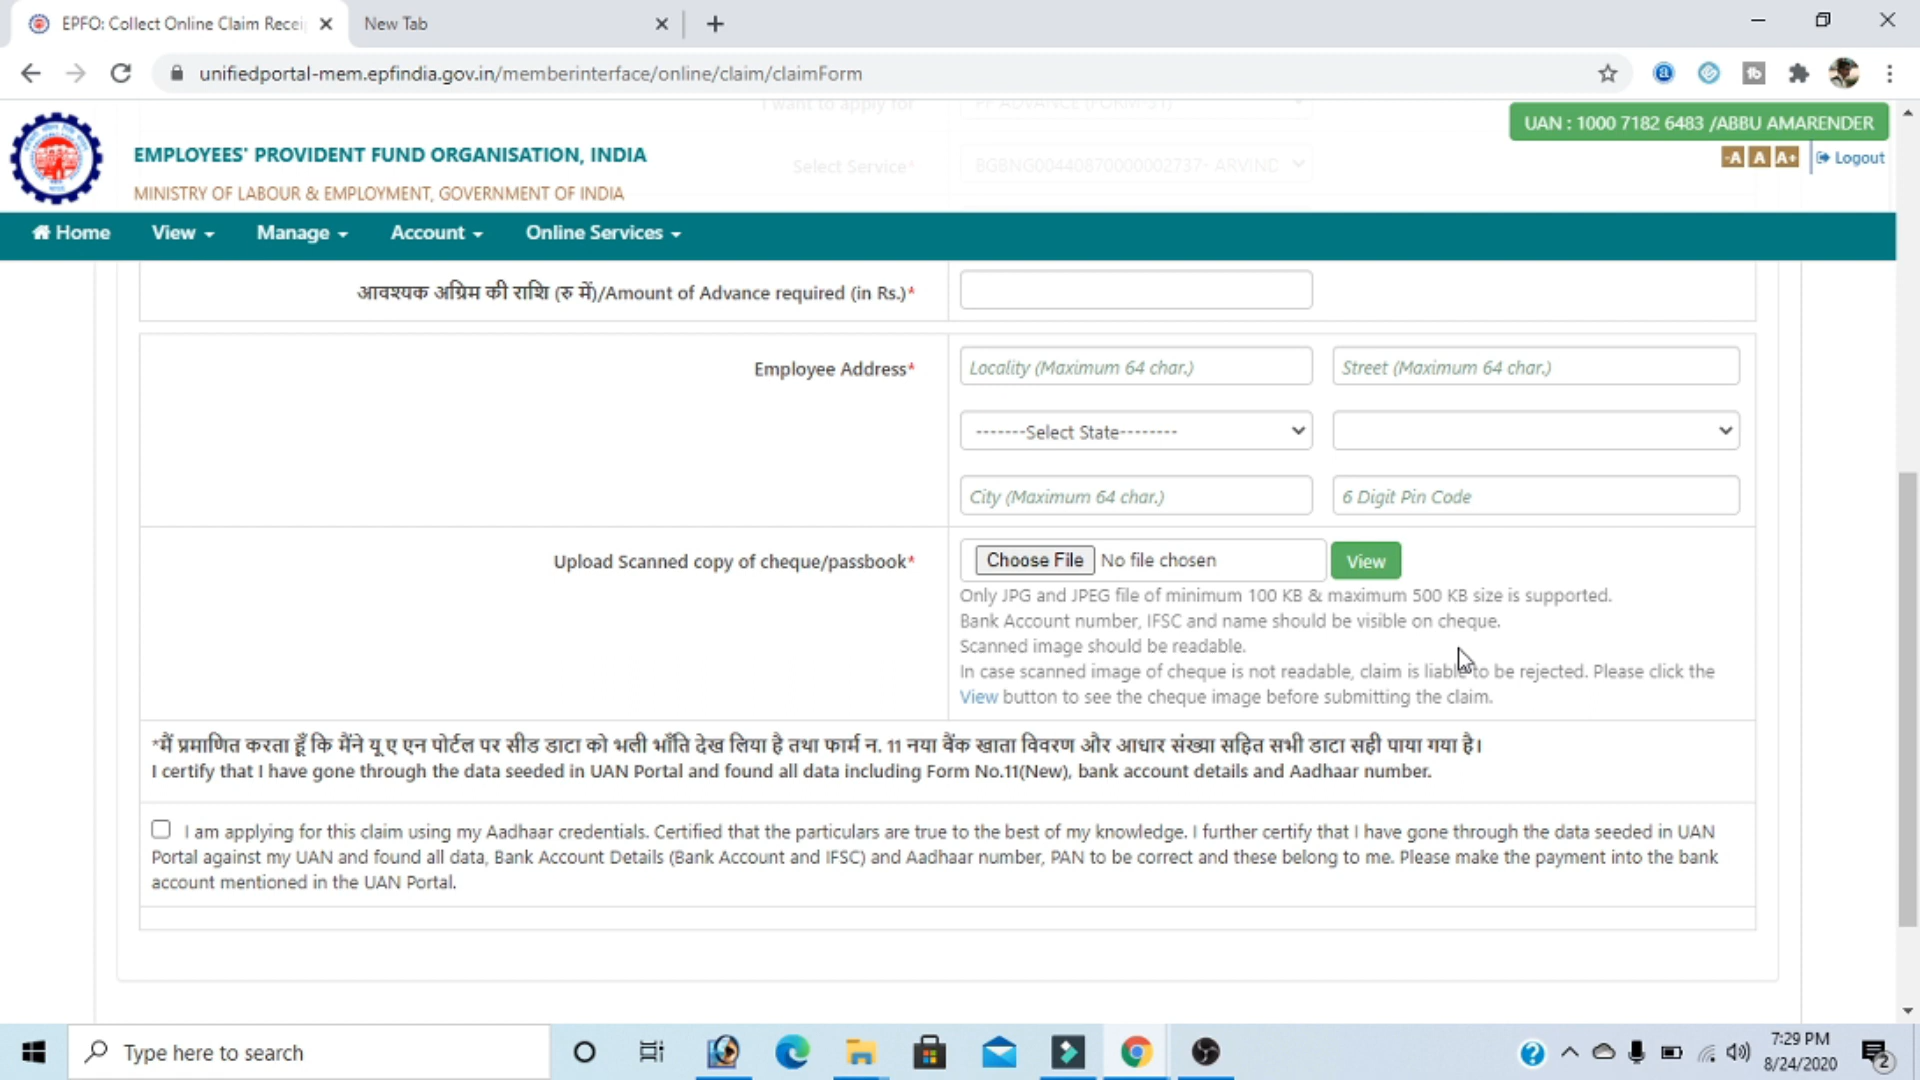 EPFO: Collect Online Claim Recei
New Tab
unifiedportal-mem.epfindia.gov.in/memberinterface/online/claim/claimForm
I want to apply for
PF ADVANCE (FORM-31)
UAN : 1000 7182 6483 /ABBU AMARENDER
EMPLOYEES' PROVIDENT FUND ORGANISATION, INDIA
-A A A+ Logout
Select Service*
BGBNG00440870000002737- ARVIND
MINISTRY OF LABOUR & EMPLOYMENT, GOVERNMENT OF INDIA
Home View Manage Account Online Services
आवश्यक अग्रिम की राशि (रु में)/Amount of Advance required (in Rs.)*
Employee Address*
Locality (Maximum 64 char.) Street (Maximum 64 char.)
-------Select State--------
City (Maximum 64 char.) 6 Digit Pin Code
Upload Scanned copy of cheque/passbook*
Choose File No file chosen View
Only JPG and JPEG file of minimum 100 KB & maximum 500 KB size is supported.
Bank Account number, IFSC and name should be visible on cheque.
Scanned image should be readable.
In case scanned image of cheque is not readable, claim is liable to be rejected. Please click the
View button to see the cheque image before submitting the claim.
*मैं प्रमाणित करता हूँ कि मैंने यू ए एन पोर्टल पर सीड डाटा को भली भाँति देख लिया है तथा फार्म न. 11 नया बैंक खाता विवरण और आधार संख्या सहित सभी डाटा सही पाया गया है।
I certify that I have gone through the data seeded in UAN Portal and found all data including Form No.11(New), bank account details and Aadhaar number.
I am applying for this claim using my Aadhaar credentials. Certified that the particulars are true to the best of my knowledge. I further certify that I have gone through the data seeded in UAN
Portal against my UAN and found all data, Bank Account Details (Bank Account and IFSC) and Aadhaar number, PAN to be correct and these belong to me. Please make the payment into the bank
account mentioned in the UAN Portal.
Type here to search
7:29 PM
8/24/2020
2